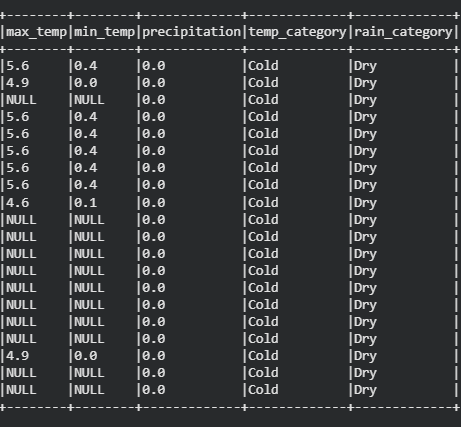 +--------+--------+-------------+-------------+-------------+
|max_temp|min_temp|precipitation|temp_category|rain_category|
+--------+--------+-------------+-------------+-------------+
|5.6     |0.4     |0.0          |Cold         |Dry          |
|4.9     |0.0     |0.0          |Cold         |Dry          |
|NULL    |NULL    |0.0          |Cold         |Dry          |
|5.6     |0.4     |0.0          |Cold         |Dry          |
|5.6     |0.4     |0.0          |Cold         |Dry          |
|5.6     |0.4     |0.0          |Cold         |Dry          |
|5.6     |0.4     |0.0          |Cold         |Dry          |
|5.6     |0.4     |0.0          |Cold         |Dry          |
|4.6     |0.1     |0.0          |Cold         |Dry          |
|NULL    |NULL    |0.0          |Cold         |Dry          |
|NULL    |NULL    |0.0          |Cold         |Dry          |
|NULL    |NULL    |0.0          |Cold         |Dry          |
|NULL    |NULL    |0.0          |Cold         |Dry          |
|NULL    |NULL    |0.0          |Cold         |Dry          |
|NULL    |NULL    |0.0          |Cold         |Dry          |
|NULL    |NULL    |0.0          |Cold         |Dry          |
|NULL    |NULL    |0.0          |Cold         |Dry          |
|4.9     |0.0     |0.0          |Cold         |Dry          |
|NULL    |NULL    |0.0          |Cold         |Dry          |
|NULL    |NULL    |0.0          |Cold         |Dry          |
+--------+--------+-------------+-------------+-------------+